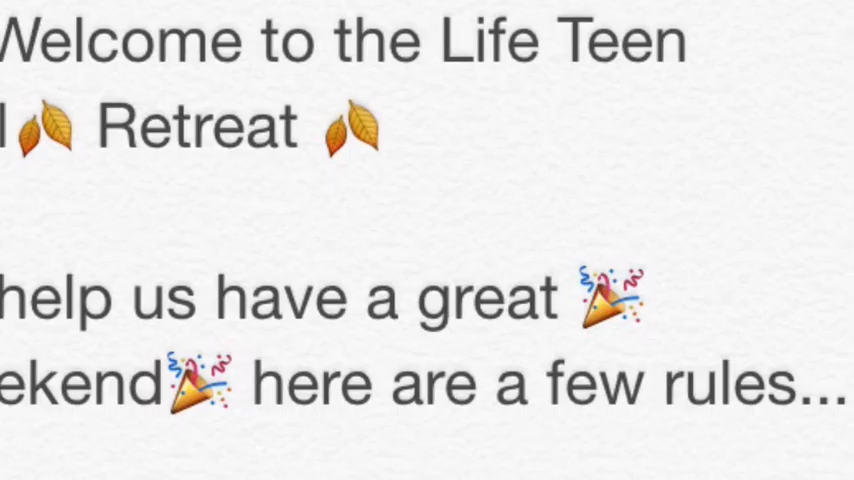 Welcome to the Life Teen
l🍂 Retreat 🍂
help us have a great 🎉
ekend🎉 here are a few rules...